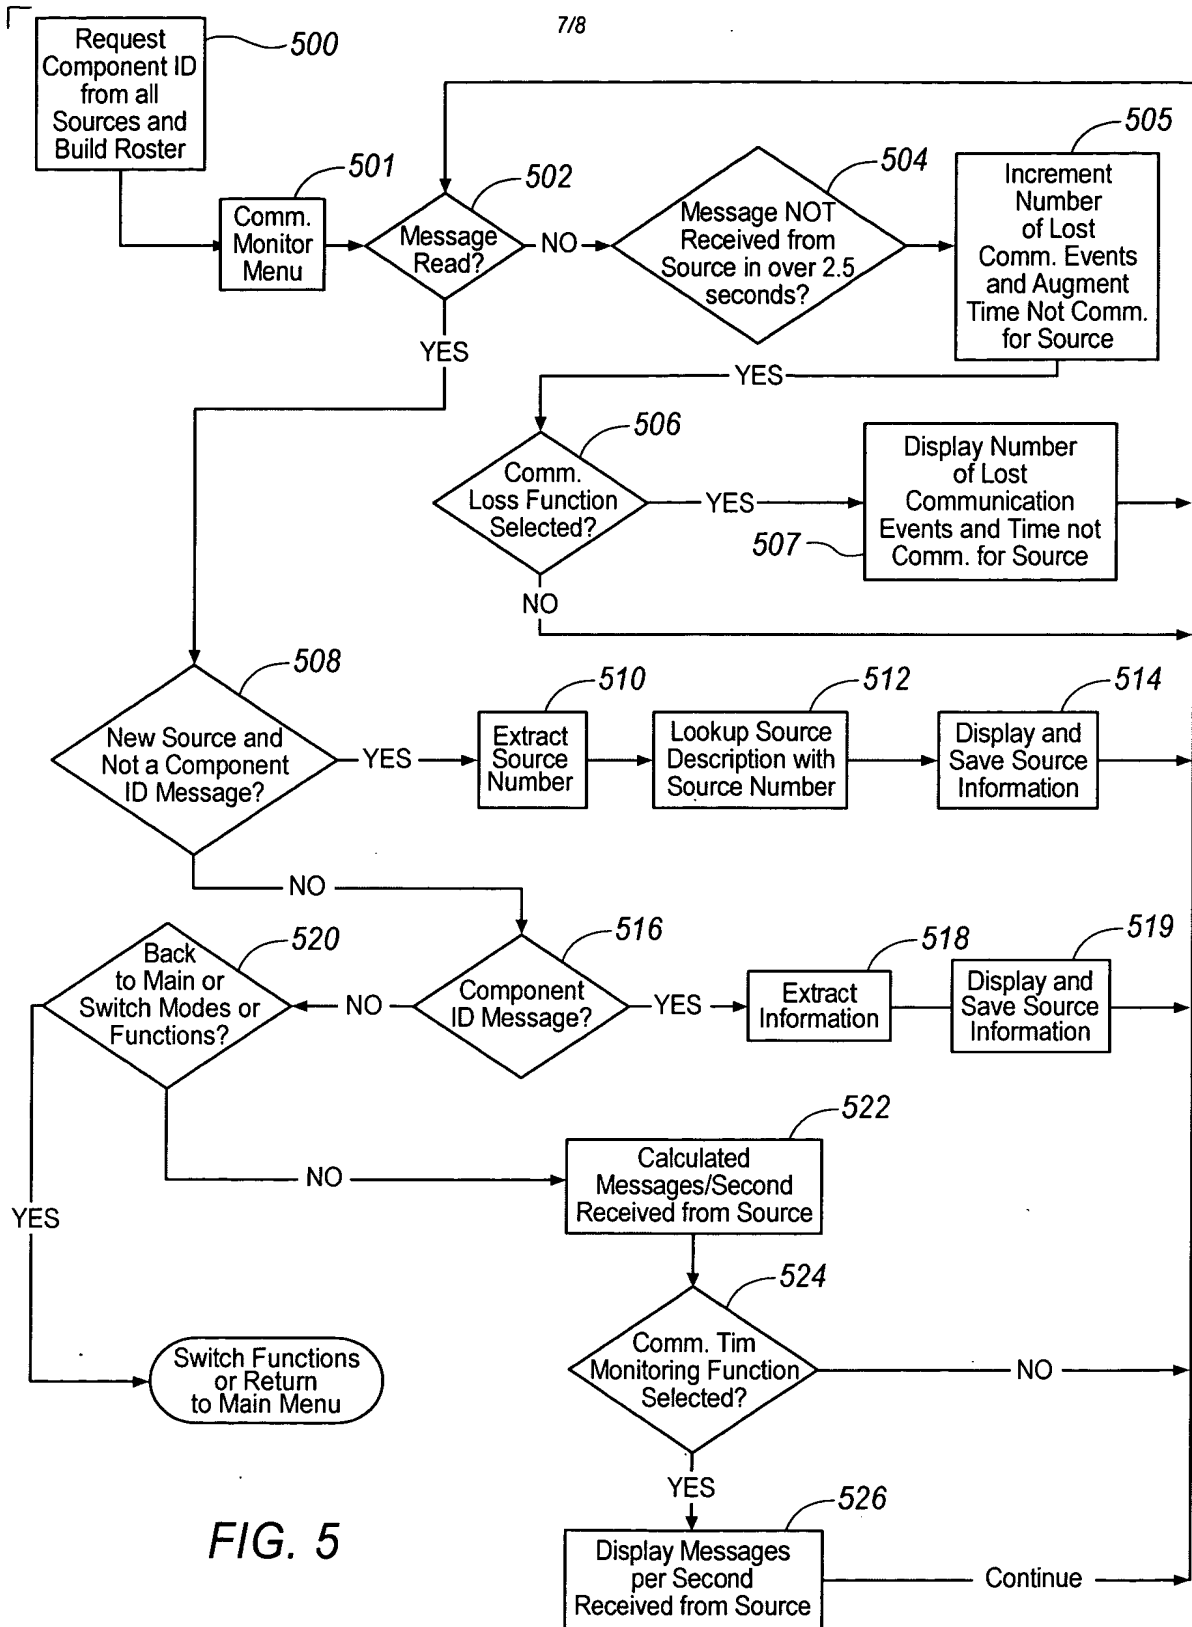 7/8
Request
Component ID
from all
Sources and
Build Roster
500
501
Comm.
Monitor
Menu
502
Message
Read?
NO
504
Message NOT
Received from
Source in over 2.5
seconds?
505
Increment
Number
of Lost
Comm. Events
and Augment
Time Not Comm.
for Source
YES
YES
506
Comm.
Loss Function
Selected?
YES
507
Display Number
of Lost
Communication
Events and Time not
Comm. for Source
NO
508
New Source and
Not a Component
ID Message?
YES
510
Extract
Source
Number
512
Lookup Source
Description with
Source Number
514
Display and
Save Source
Information
NO
520
Back
to Main or
Switch Modes or
Functions?
NO
516
Component
ID Message?
YES
518
Extract
Information
519
Display and
Save Source
Information
YES
NO
522
Calculated
Messages/Second
Received from Source
524
Comm. Tim
Monitoring Function
Selected?
NO
Switch Functions
or Return
to Main Menu
YES
526
Display Messages
per Second
Received from Source
Continue
FIG. 5